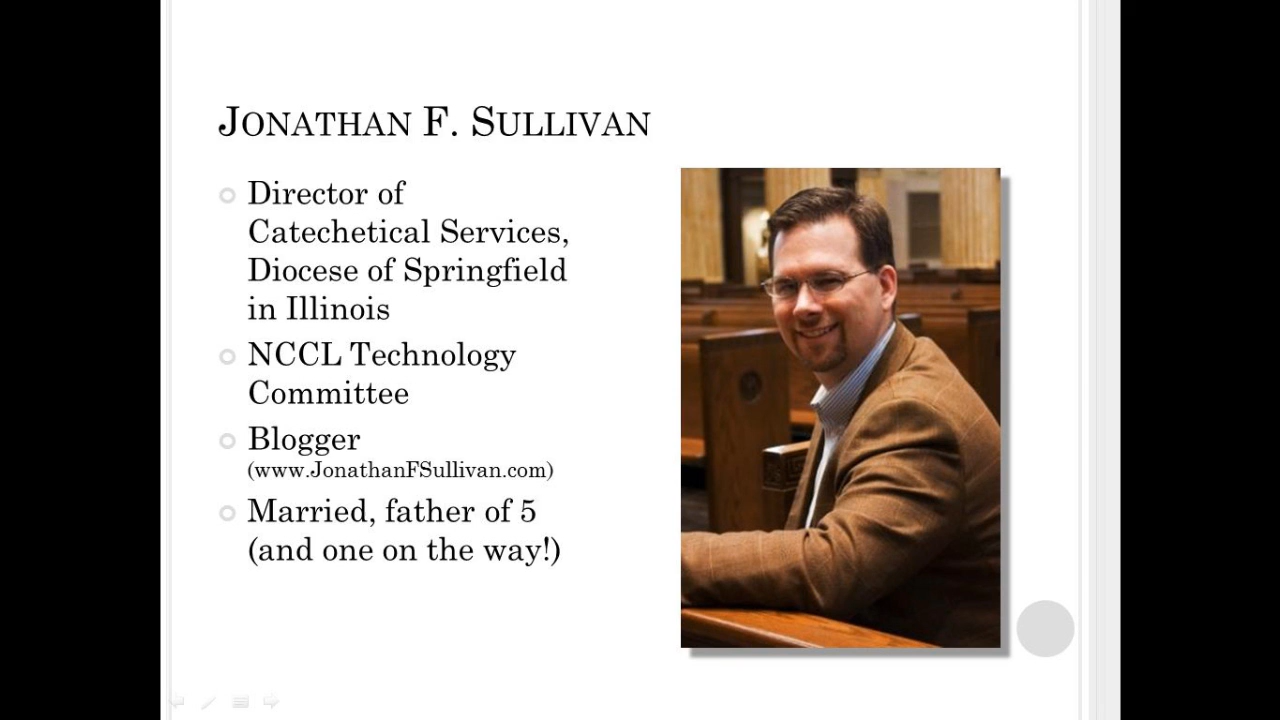 Jonathan F. Sullivan
Director of
Catechetical Services,
Diocese of Springfield
in Illinois
NCCL Technology
Committee
Blogger
(www.JonathanFSullivan.com)
Married, father of 5
(and one on the way!)